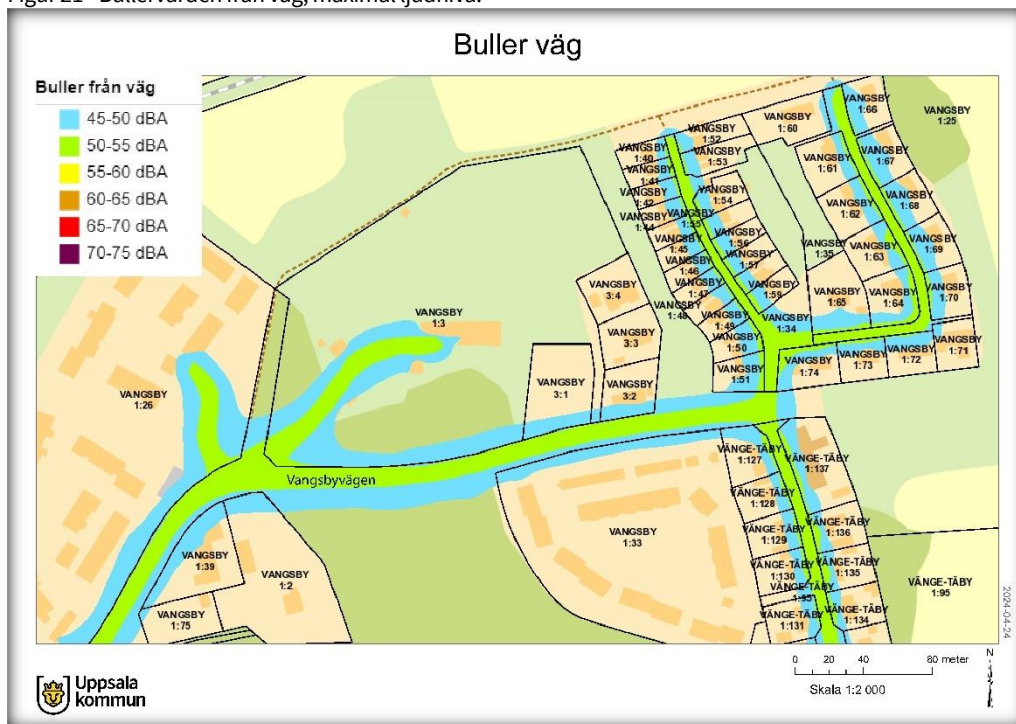 Figur 21 - Bullervärden från väg, maximal ljudnivå.
Buller väg
Buller från väg
45-50 dBA
50-55 dBA
55-60 dBA
60-65 dBA
65-70 dBA
70-75 dBA
VANGSBY
1:66
VANGSBY
1:25
VANGSBY
1:60
VANGSBY
1:52
VANGSBY
1:53
VANGSBY
1:40
VANGSBY
1:41
VANGSBY
1:42
VANGSBY
1:44
VANGSBY
1:67
VANGSBY
1:61
VANGSBY
1:54
VANGSBY
1:55
VANGSBY
1:68
VANGSBY
1:62
VANGSBY
1:45
VANGSBY
1:56
VANGSBY
1:35
VANGSBY
1:63
VANGSBY
1:69
VANGSBY
1:46
VANGSBY
1:57
VANGSBY
1:47
VANGSBY
1:59
VANGSBY
1:48
VANGSBY
1:65
VANGSBY
1:64
VANGSBY
1:70
VANGSBY
3:4
VANGSBY
1:3
VANGSBY
1:49
VANGSBY
1:34
VANGSBY
3:3
VANGSBY
1:50
VANGSBY
1:71
VANGSBY
1:72
VANGSBY
1:73
VANGSBY
1:74
VANGSBY
1:51
VANGSBY
3:1
VANGSBY
3:2
VANGSBY
1:26
Vangsbyvägen
VÄNGE-TÄBY
1:127
VÄNGE-TÄBY
1:137
VÄNGE-TÄBY
1:128
VÄNGE-TÄBY
1:136
VÄNGE-TÄBY
1:129
VANGSBY
1:33
VANGSBY
1:39
VANGSBY
1:2
VÄNGE-TÄBY
1:130
VÄNGE-TÄBY
1:135
VÄNGE-TÄBY
1:95
VÄNGE-TÄBY
1:95
VANGSBY
1:75
VÄNGE-TÄBY
1:131
VÄNGE-TÄBY
1:134
2024-04-24
Uppsala
kommun
0 20 40 80 meter
Skala 1:2 000
N